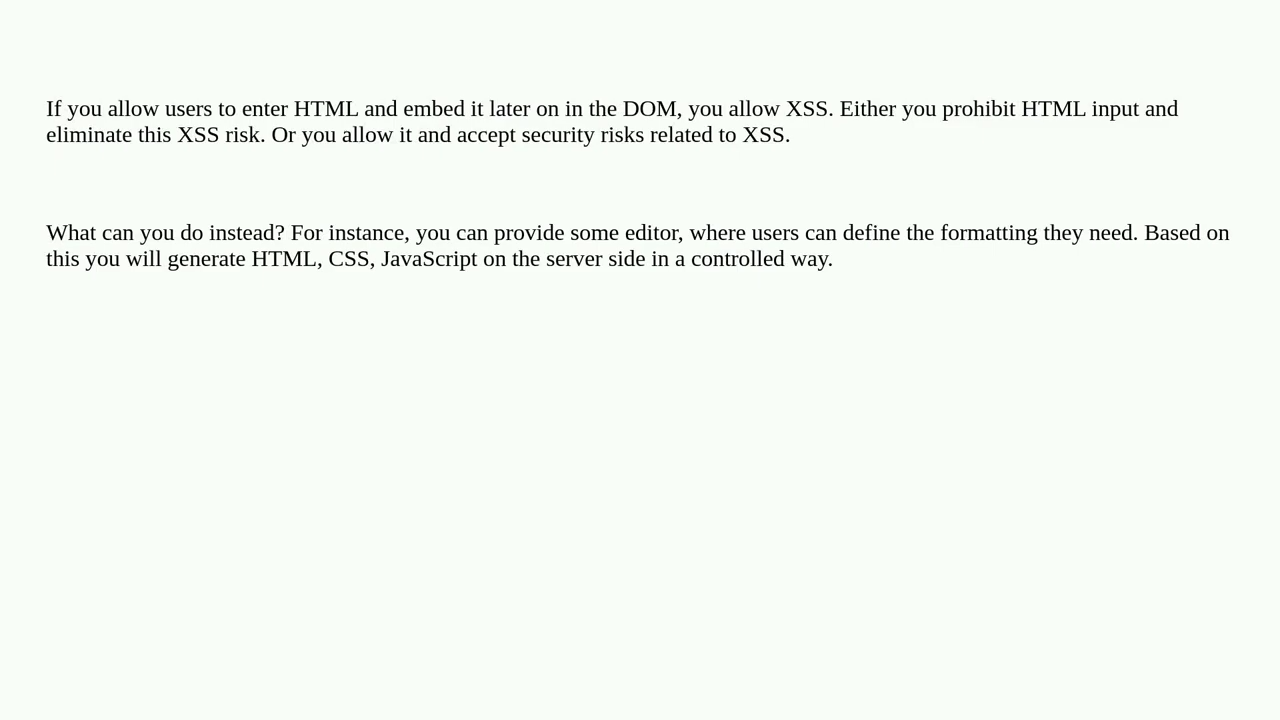 If you allow users to enter HTML and embed it later on in the DOM, you allow XSS. Either you prohibit HTML input and
eliminate this XSS risk. Or you allow it and accept security risks related to XSS.
What can you do instead? For instance, you can provide some editor, where users can define the formatting they need. Based on
this you will generate HTML, CSS, JavaScript on the server side in a controlled way.